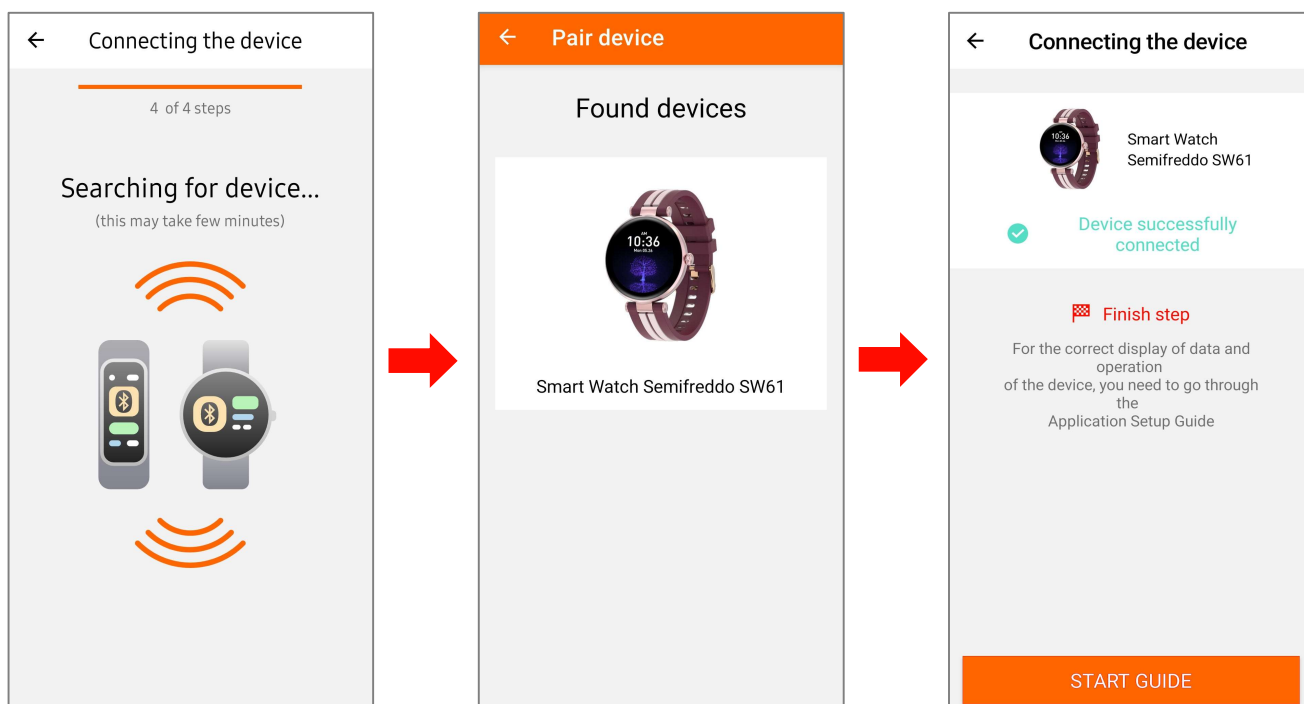 Connecting the device
4 of 4 steps
Searching for device...
(this may take few minutes)
Pair device
Found devices
AM
10:36
Smart Watch Semifreddo SW61
Connecting the device
10:36
Smart Watch
Semifreddo SW61
Device successfully
connected
Finish step
For the correct display of data and
operation
of the device, you need to go through
the
Application Setup Guide
START GUIDE